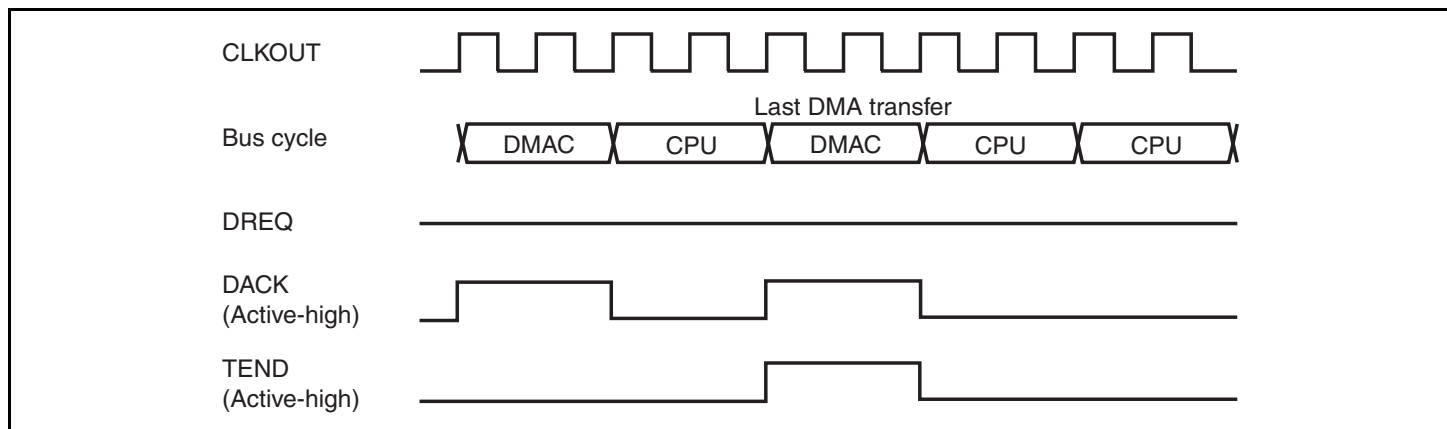 CLKOUT
Last DMA transfer
Bus cycle
DMAC CPU DMAC CPU CPU
DREQ
DACK
(Active-high)
TEND
(Active-high)